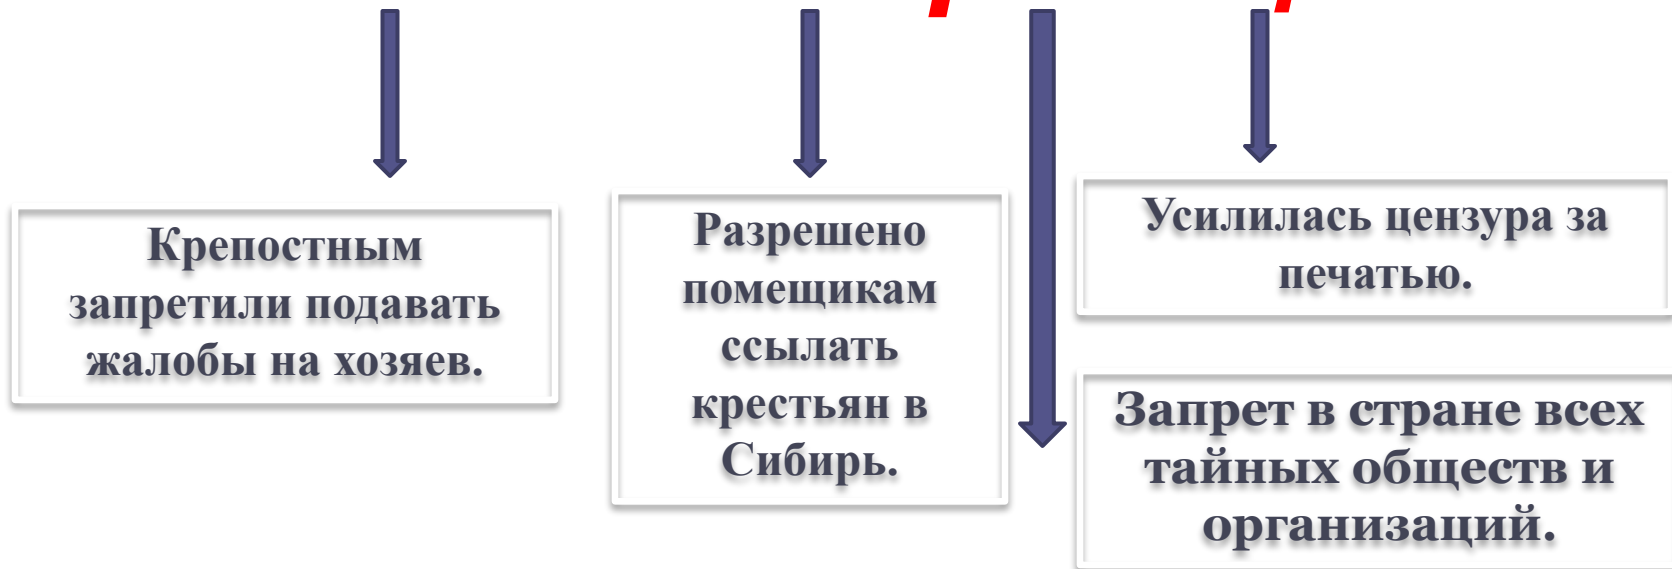 Крепостным
запретили подавать
жалобы на хозяев.
Разрешено
помещикам
ссылать
крестьян в
Сибирь.
Усилилась цензура за
печатью.
Запрет в стране всех
тайных обществ и
организаций.